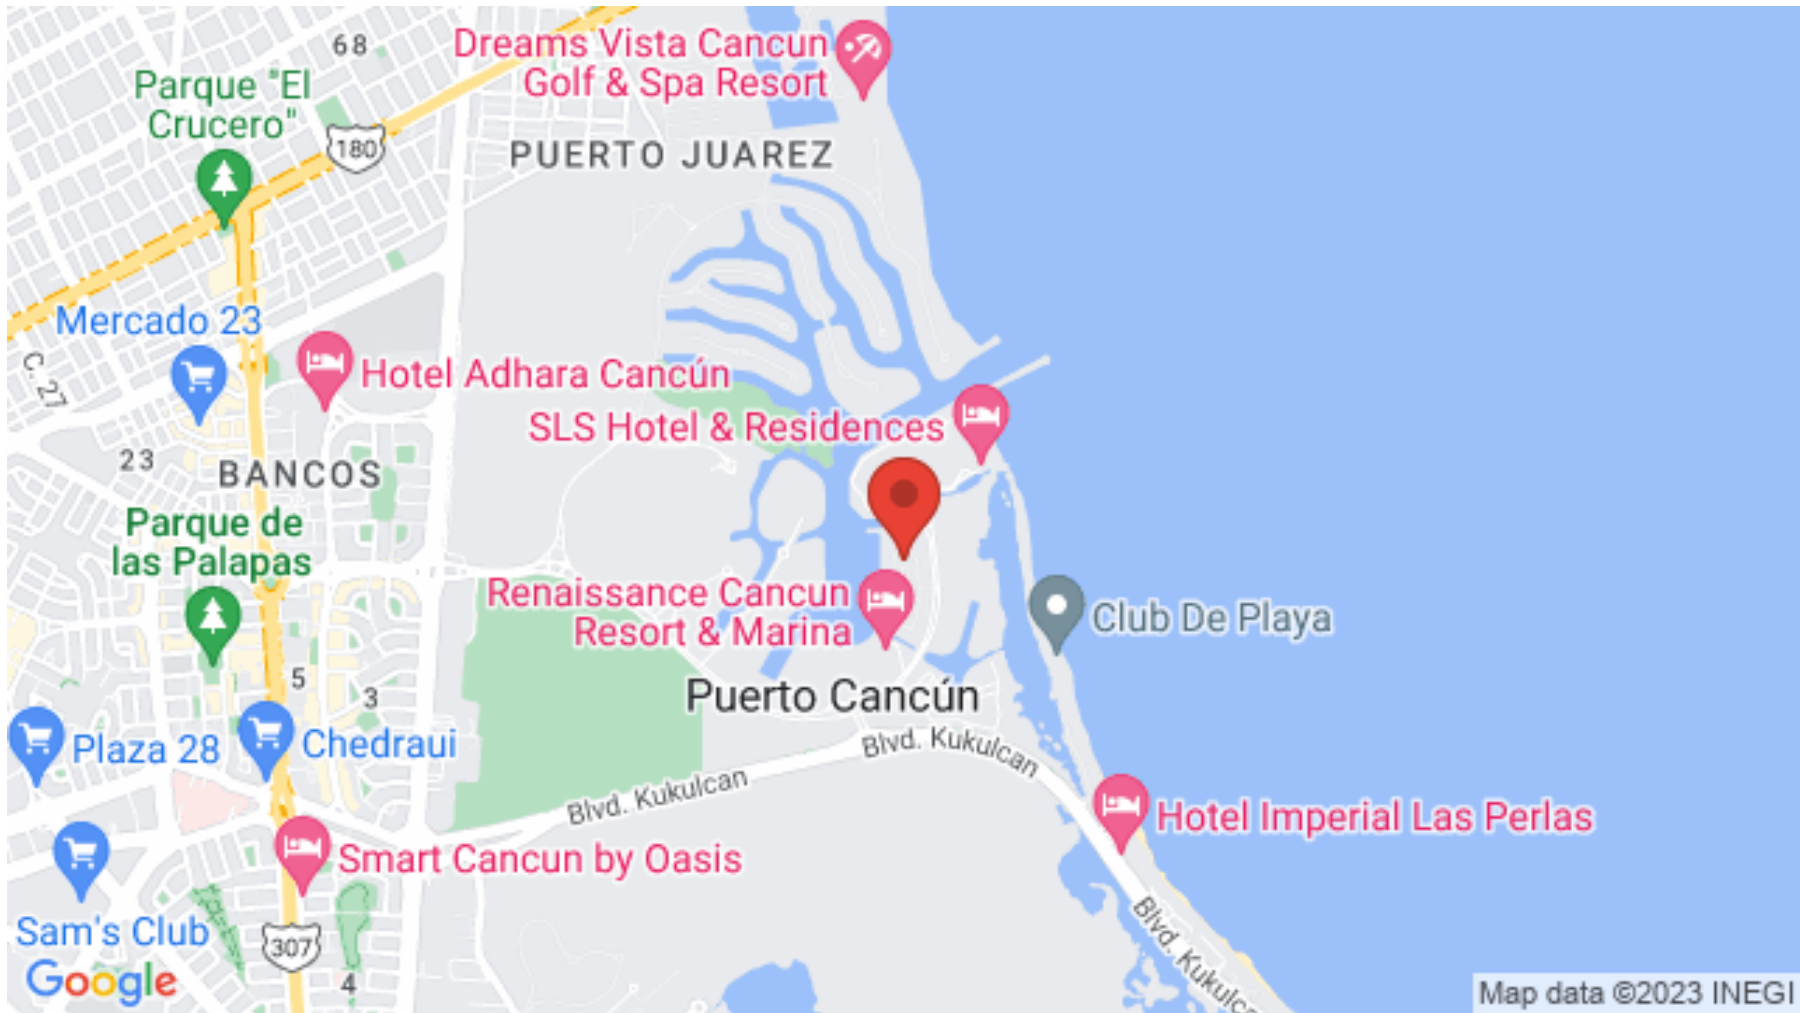 68
Dreams Vista Cancun
Golf & Spa Resort
Parque "El
Crucero"
180
PUERTO JUAREZ
Mercado 23
C. 27
Hotel Adhara Cancún
SLS Hotel & Residences
23
BANCOS
Parque de
las Palapas
Renaissance Cancun
Resort & Marina
Club De Playa
5
3
Puerto Cancún
Plaza 28
Chedraui
Blvd. Kukulcan
Blvd. Kukulcan
Hotel Imperial Las Perlas
Smart Cancun by Oasis
Sam's Club
307
Blvd. Kukulcan
4
Google
Map data ©2023 INEGI